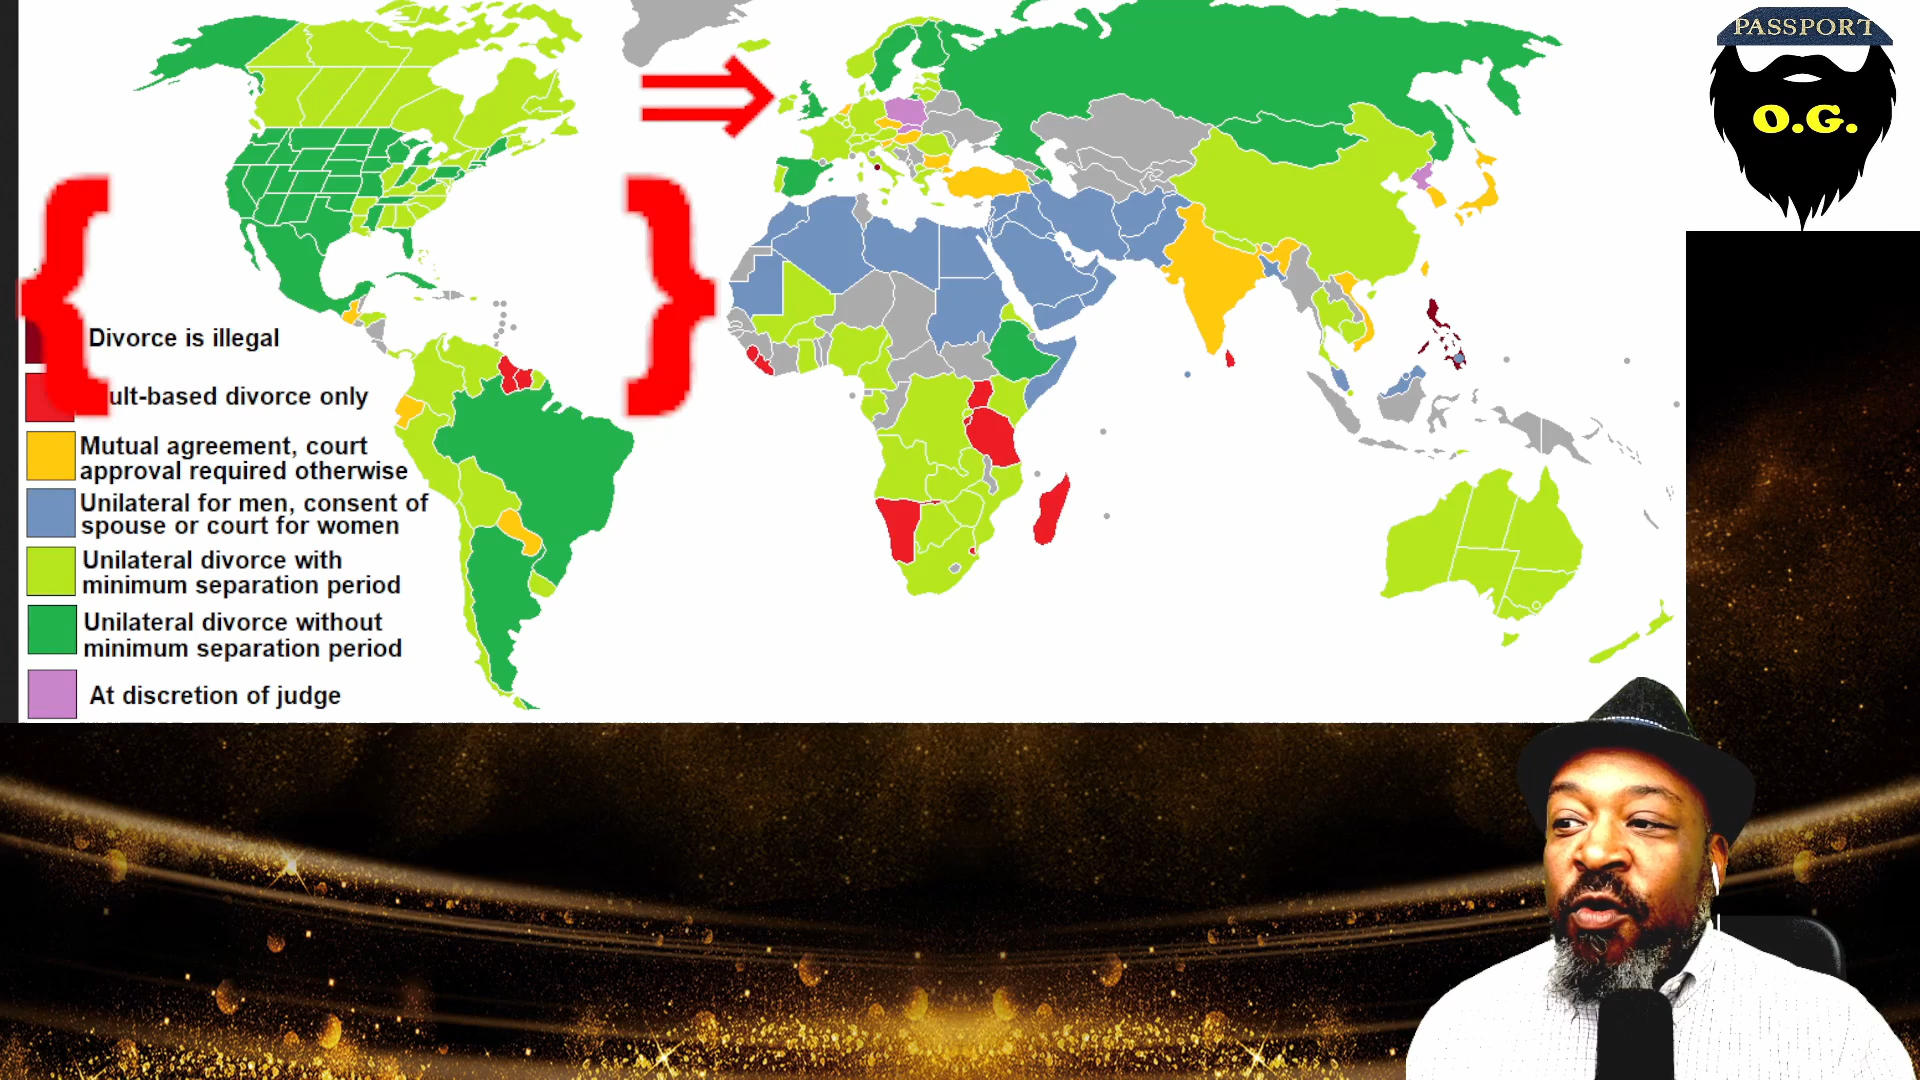 PASSPORT
O.G.
Divorce is illegal
ult-based divorce only
Mutual agreement, court
approval required otherwise
Unilateral for men, consent of
spouse or court for women
Unilateral divorce with
minimum separation period
Unilateral divorce without
minimum separation period
At discretion of judge